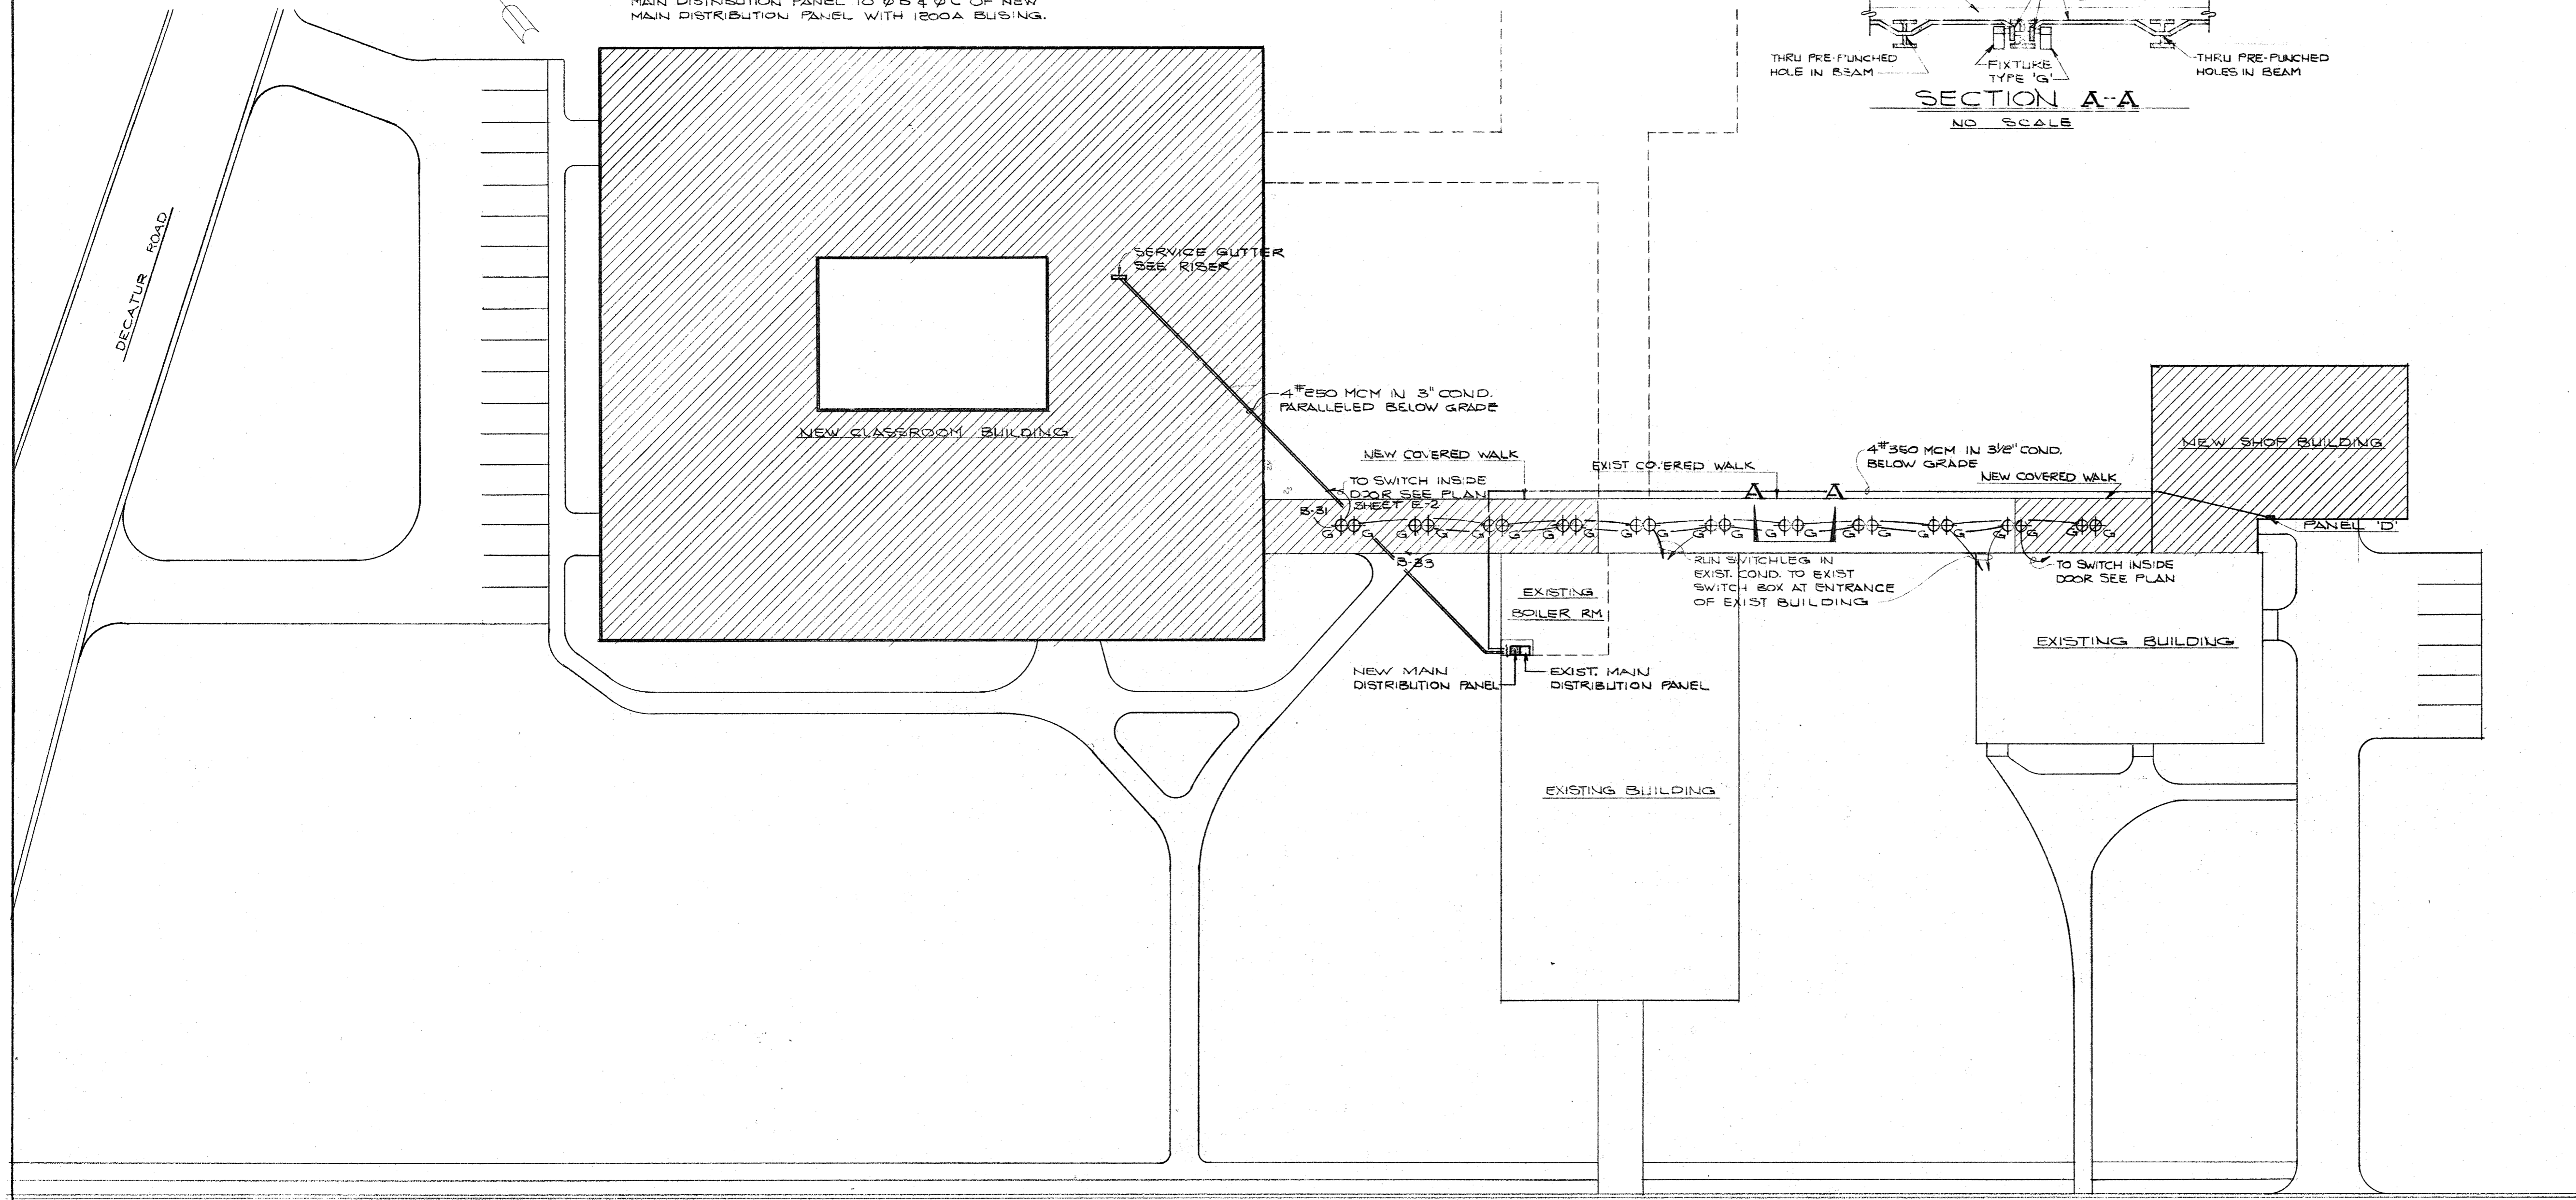 MAIN DISTRIBUTION PANEL TO ØB & ØC OF NEW
MAIN DISTRIBUTION PANEL WITH 1200A BUSING.
THRU PRE-PUNCHED
HOLE IN BEAM
FIXTURE
TYPE 'G'
THRU PRE-PUNCHED
HOLES IN BEAM
SECTION A-A
NO SCALE
DECATUR ROAD
SERVICE GUTTER
SEE RISER
4#250 MCM IN 3" COND.
PARALLELED BELOW GRADE
NEW CLASSROOM BUILDING
NEW COVERED WALK
EXIST COVERED WALK
4#350 MCM IN 3½" COND.
BELOW GRADE
NEW COVERED WALK
NEW SHOP BUILDING
TO SWITCH INSIDE
DOOR SEE PLAN
SHEET E-2
A A
B-31
PANEL 'D'
G G G G G G G G G G G G G G G G G G G G G G
B-33
RUN SWITCHLEG IN
EXIST. COND. TO EXIST
SWITCH BOX AT ENTRANCE
OF EXIST BUILDING
TO SWITCH INSIDE
DOOR SEE PLAN
EXISTING
BOILER RM
EXISTING BUILDING
NEW MAIN
DISTRIBUTION PANEL
EXIST. MAIN
DISTRIBUTION PANEL
EXISTING BUILDING